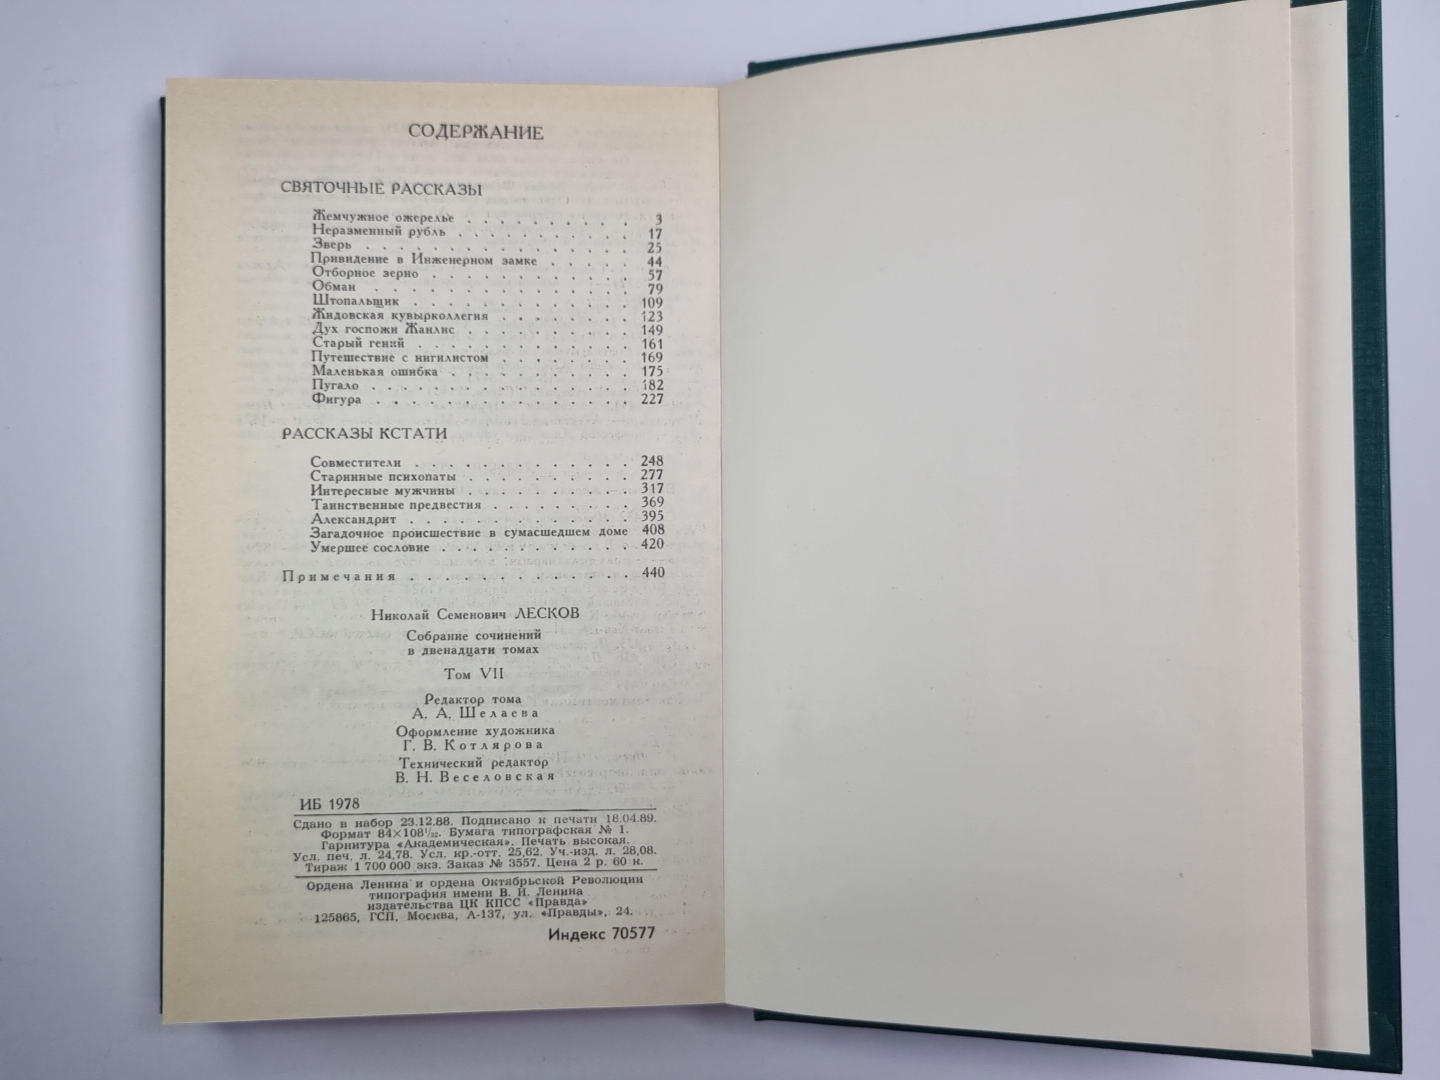 СОДЕРЖАНИЕ
СВЯТОЧНЫЕ РАССКАЗЫ
Жемчужное ожерелье . . . . . . . . . . 3
Неразменный рубль . . . . . . . . . . . 17
Зверь . . . . . . . . . . . . . . . . 25
Привидение в Инженерном замке . . . . . 44
Отборное зерно . . . . . . . . . . . . 57
Обман . . . . . . . . . . . . . . . . 79
Штопальщик . . . . . . . . . . . . . 109
Жидовская кувырколлегия . . . . . . . . 123
Дух госпожи Жанлис . . . . . . . . . . 149
Старый гений . . . . . . . . . . . . . 161
Путешествие с нигилистом . . . . . . . . 169
Маленькая ошибка . . . . . . . . . . . 175
Пугало . . . . . . . . . . . . . . . . 182
Фигура . . . . . . . . . . . . . . . . 227
РАССКАЗЫ КСТАТИ
Совместители . . . . . . . . . . . . . 248
Старинные психопаты . . . . . . . . . . 277
Интересные мужчины . . . . . . . . . . 317
Таинственные предвестия . . . . . . . . . 369
Александрит . . . . . . . . . . . . . 395
Загадочное происшествие в сумасшедшем доме 408
Умершее сословие . . . . . . . . . . . 420
Примечания . . . . . . . . . . . . . 440
Николай Семенович ЛЕСКОВ
Собрание сочинений
в двенадцати томах
Том VII
Редактор тома
А. А. Шелаева
Оформление художника
Г. В. Котлярова
Технический редактор
В. Н. Веселовская
ИБ 1978
Сдано в набор 23.12.88. Подписано к печати 18.04.89.
Формат 84×108 1/32. Бумага типографская № 1.
Гарнитура «Академическая». Печать высокая.
Усл. печ. л. 24,78. Усл. кр.-отт. 25,62. Уч.-изд. л. 28,08.
Тираж 1 700 000 экз. Заказ № 3557. Цена 2 р. 60 к.
Ордена Ленина и ордена Октябрьской Революции
типография имени В. И. Ленина
издательства ЦК КПСС «Правда»
125865, ГСП, Москва, А-137, ул. «Правды», 24.
Индекс 70577